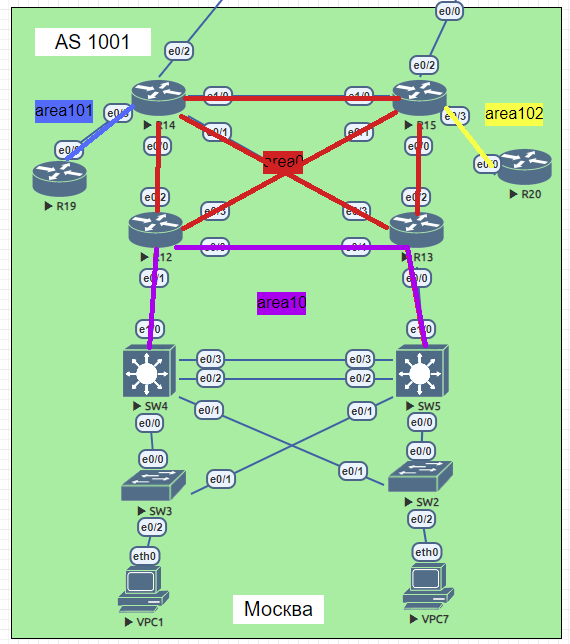 e0/0
AS 1001
e0/2
e0/2
area101
e0/3
e1/0
e1/0
e0/3
area102
R14
e0/1
e0/1
R15
e0/0
area0
e0/0
e0/0
e0/0
R19
R20
e0/2
e0/2
e0/3
e0/3
R12
R13
e0/1
e0/0
area10
e1/0
e1/0
e0/3
e0/3
e0/2
e0/2
SW4
SW5
e0/1
e0/1
e0/0
e0/0
e0/0
e0/0
e0/1
e0/1
SW3
SW2
e0/2
e0/2
eth0
eth0
VPC1
Москва
VPC7